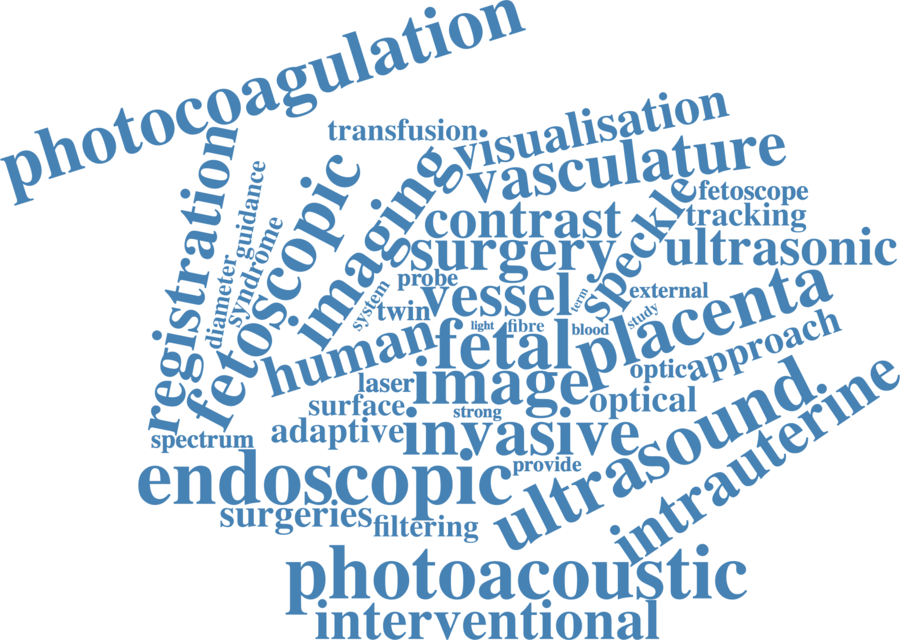 photocoagulation
transfusion
visualisation
vasculature
registration
guidance
fetoscopic
imaging
contrast
speckle
fetoscope
tracking
surgery
ultrasonic
diameter
syndrome
system
probe
twin
vessel
term
external
placenta
light
fibre
blood
study
human
fetal
optic
approach
laser
image
surface
strong
optical
spectrum
adaptive
invasive
ultrasound.
intrauterine
endoscopic
provide
surgeries
filtering
photoacoustic
interventional